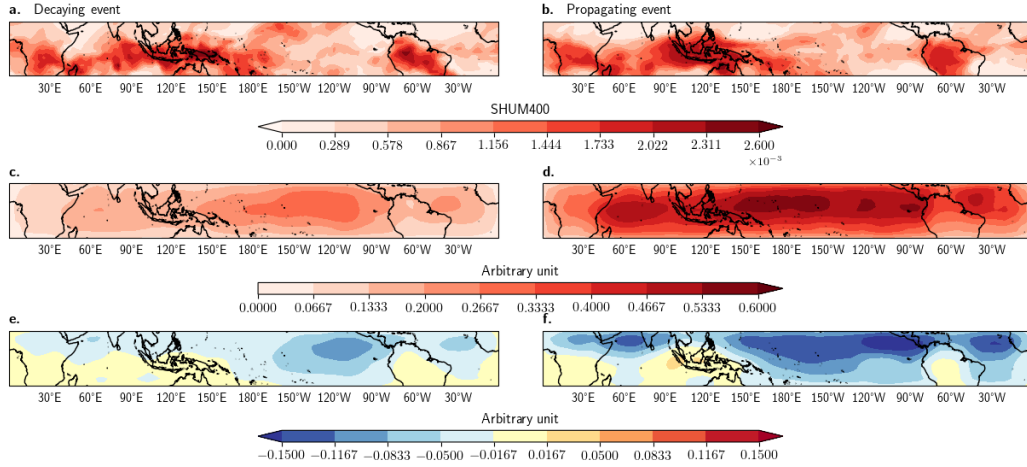 a. Decaying event
b. Propagating event
30°E 60°E 90°E 120°E 150°E 180° 150°W 120°W 90°W 60°W 30°W
30°E 60°E 90°E 120°E 150°E 180° 150°W 120°W 90°W 60°W 30°W
SHUM400
0.000 0.289 0.578 0.867 1.156 1.444 1.733 2.022 2.311 2.600
×10⁻³
c.
d.
30°E 60°E 90°E 120°E 150°E 180° 150°W 120°W 90°W 60°W 30°W
30°E 60°E 90°E 120°E 150°E 180° 150°W 120°W 90°W 60°W 30°W
Arbitrary unit
0.0000 0.0667 0.1333 0.2000 0.2667 0.3333 0.4000 0.4667 0.5333 0.6000
e.
f.
30°E 60°E 90°E 120°E 150°E 180° 150°W 120°W 90°W 60°W 30°W
30°E 60°E 90°E 120°E 150°E 180° 150°W 120°W 90°W 60°W 30°W
Arbitrary unit
−0.1500 −0.1167 −0.0833 −0.0500 −0.0167 0.0167 0.0500 0.0833 0.1167 0.1500